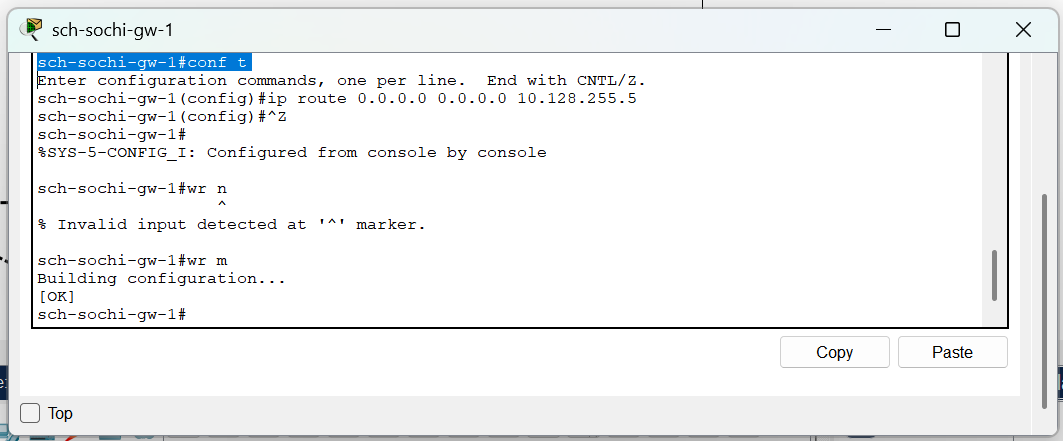 sch-sochi-gw-1
sch-sochi-gw-1#conf t
Enter configuration commands, one per line.  End with CNTL/Z.
sch-sochi-gw-1(config)#ip route 0.0.0.0 0.0.0.0 10.128.255.5
sch-sochi-gw-1(config)#^Z
sch-sochi-gw-1#
%SYS-5-CONFIG_I: Configured from console by console
sch-sochi-gw-1#wr n
^
% Invalid input detected at '^' marker.
sch-sochi-gw-1#wr m
Building configuration...
[OK]
sch-sochi-gw-1#
Copy Paste
Top